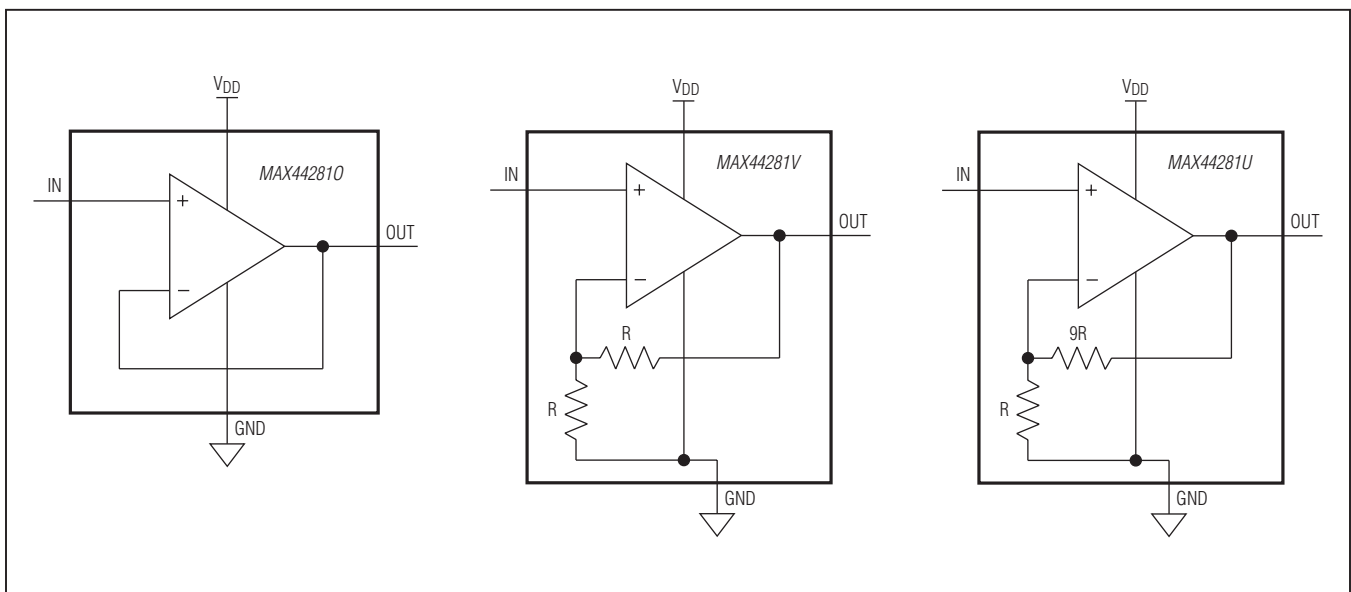 VDD
MAX44281O
IN
+
OUT
−
GND
VDD
MAX44281V
IN
+
OUT
−
R
R
GND
VDD
MAX44281U
IN
+
OUT
−
9R
R
GND